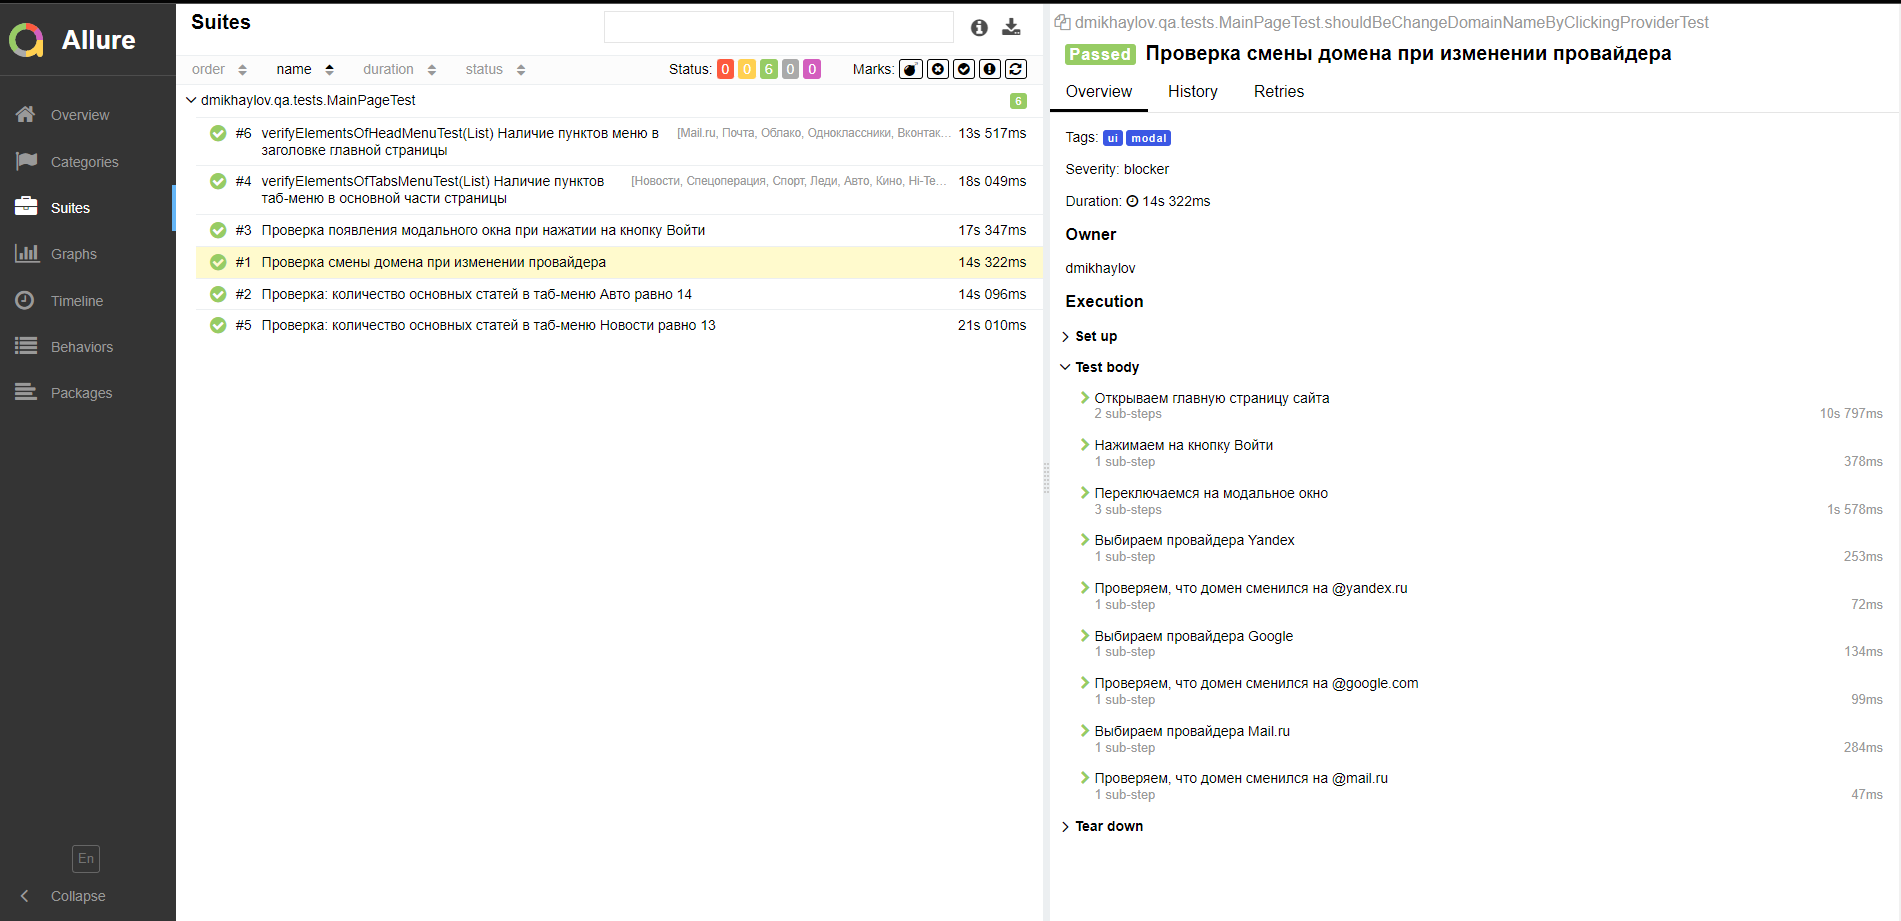 Allure
Overview
Categories
Suites
Graphs
Timeline
Behaviors
Packages
En
Collapse
Suites
order name duration status Status: 0 0 6 0 0 Marks:
dmikhaylov.qa.tests.MainPageTest 6
#6 verifyElementsOfHeadMenuTest(List) Наличие пунктов меню в [Mail.ru, Почта, Облако, Одноклассники, Вконтак... 13s 517ms
заголовке главной страницы
#4 verifyElementsOfTabsMenuTest(List) Наличие пунктов [Новости, Спецоперация, Спорт, Леди, Авто, Кино, Hi-Te... 18s 049ms
таб-меню в основной части страницы
#3 Проверка появления модального окна при нажатии на кнопку Войти 17s 347ms
#1 Проверка смены домена при изменении провайдера 14s 322ms
#2 Проверка: количество основных статей в таб-меню Авто равно 14 14s 096ms
#5 Проверка: количество основных статей в таб-меню Новости равно 13 21s 010ms
dmikhaylov.qa.tests.MainPageTest.shouldBeChangeDomainNameByClickingProviderTest
Passed Проверка смены домена при изменении провайдера
Overview History Retries
Tags: ui modal
Severity: blocker
Duration: 14s 322ms
Owner
dmikhaylov
Execution
Set up
Test body
Открываем главную страницу сайта
2 sub-steps 10s 797ms
Нажимаем на кнопку Войти
1 sub-step 378ms
Переключаемся на модальное окно
3 sub-steps 1s 578ms
Выбираем провайдера Yandex
1 sub-step 253ms
Проверяем, что домен сменился на @yandex.ru
1 sub-step 72ms
Выбираем провайдера Google
1 sub-step 134ms
Проверяем, что домен сменился на @google.com
1 sub-step 99ms
Выбираем провайдера Mail.ru
1 sub-step 284ms
Проверяем, что домен сменился на @mail.ru
1 sub-step 47ms
Tear down